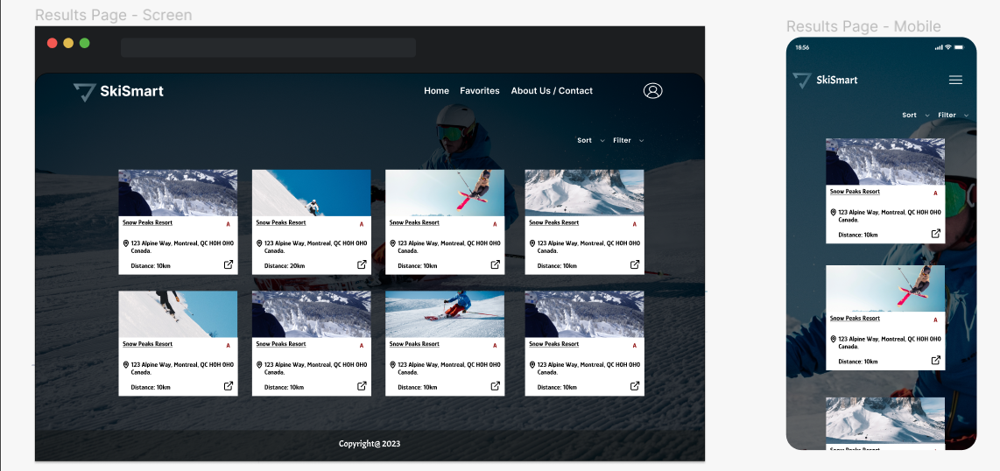 Results Page - Screen
SkiSmart
Home Favorites About Us / Contact
Sort Filter
Snow Peaks Resort A
123 Alpine Way, Montreal, QC H0H 0H0
Canada.
Distance: 10km
Snow Peaks Resort A
123 Alpine Way, Montreal, QC H0H 0H0
Canada.
Distance: 20km
Snow Peaks Resort A
123 Alpine Way, Montreal, QC H0H 0H0
Canada.
Distance: 10km
Snow Peaks Resort A
123 Alpine Way, Montreal, QC H0H 0H0
Canada.
Distance: 10km
Snow Peaks Resort A
123 Alpine Way, Montreal, QC H0H 0H0
Canada.
Distance: 10km
Snow Peaks Resort A
123 Alpine Way, Montreal, QC H0H 0H0
Canada.
Distance: 10km
Snow Peaks Resort A
123 Alpine Way, Montreal, QC H0H 0H0
Canada.
Distance: 10km
Snow Peaks Resort A
123 Alpine Way, Montreal, QC H0H 0H0
Canada.
Distance: 10km
Copyright@ 2023
Results Page - Mobile
18:56
SkiSmart
Sort Filter
Snow Peaks Resort A
123 Alpine Way, Montreal, QC H0H 0H0
Canada.
Distance: 10km
Snow Peaks Resort A
123 Alpine Way, Montreal, QC H0H 0H0
Canada.
Distance: 10km
Snow Peaks Resort